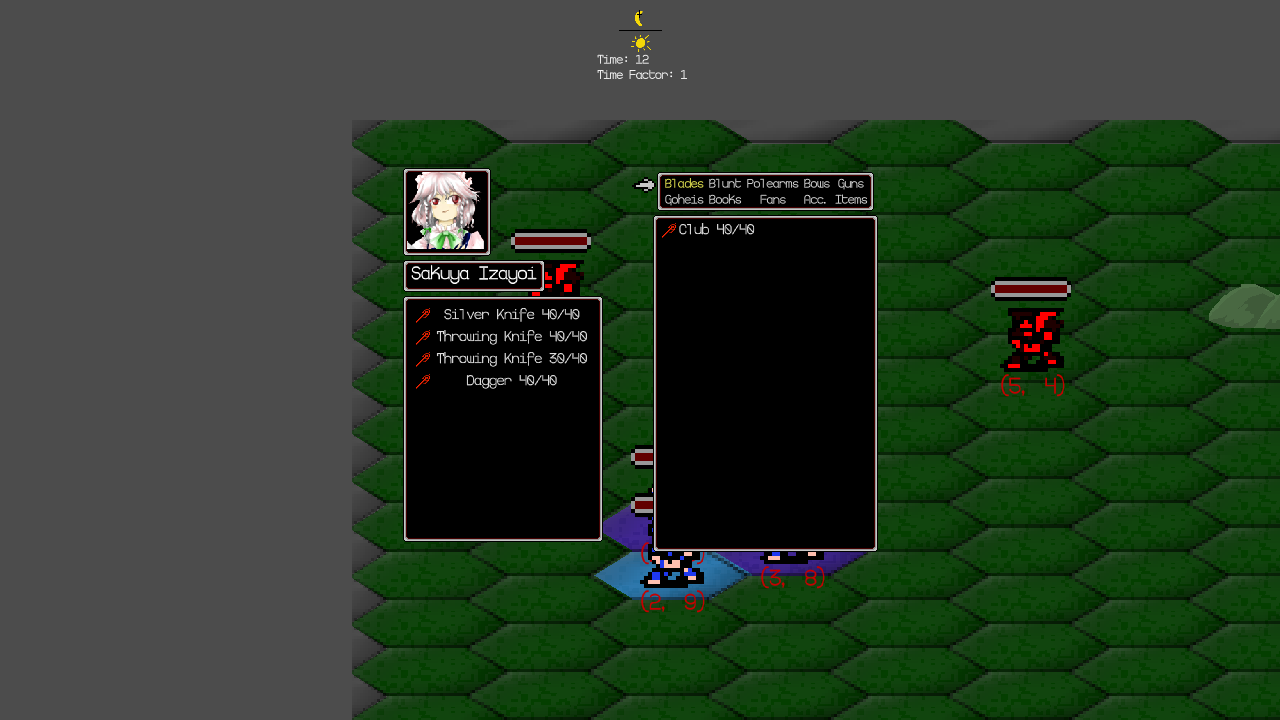 Time: 12
Time Factor: 1
Blades Blunt Polearms Bows Guns
Goheis Books Fans Acc. Items
Club 40/40
Sakuya Izayoi
Silver Knife 40/40
Throwing Knife 40/40
Throwing Knife 30/40
Dagger 40/40
(5, 4)
(3, 8)
(2, 9)